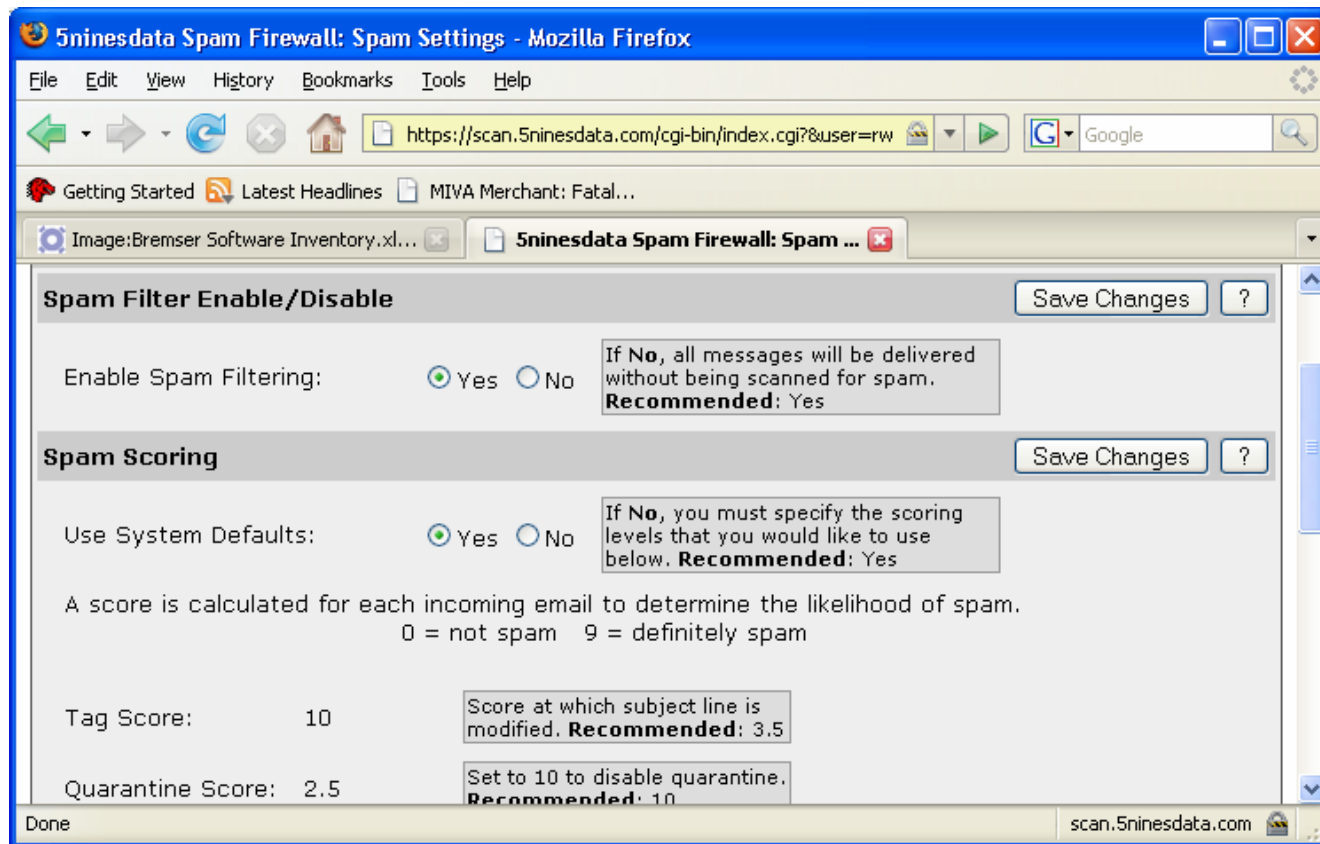 5ninesdata Spam Firewall: Spam Settings - Mozilla Firefox
File Edit View History Bookmarks Tools Help
https://scan.5ninesdata.com/cgi-bin/index.cgi?&user=rw
G Google
Getting Started Latest Headlines MIVA Merchant: Fatal...
Image:Bremser Software Inventory.xl... 5ninesdata Spam Firewall: Spam ...
Spam Filter Enable/Disable Save Changes ?
Enable Spam Filtering: Yes No
If No, all messages will be delivered
without being scanned for spam.
Recommended: Yes
Spam Scoring Save Changes ?
Use System Defaults: Yes No
If No, you must specify the scoring
levels that you would like to use
below. Recommended: Yes
A score is calculated for each incoming email to determine the likelihood of spam.
0 = not spam 9 = definitely spam
Tag Score: 10
Score at which subject line is
modified. Recommended: 3.5
Quarantine Score: 2.5
Set to 10 to disable quarantine.
Recommended: 10
Done scan.5ninesdata.com